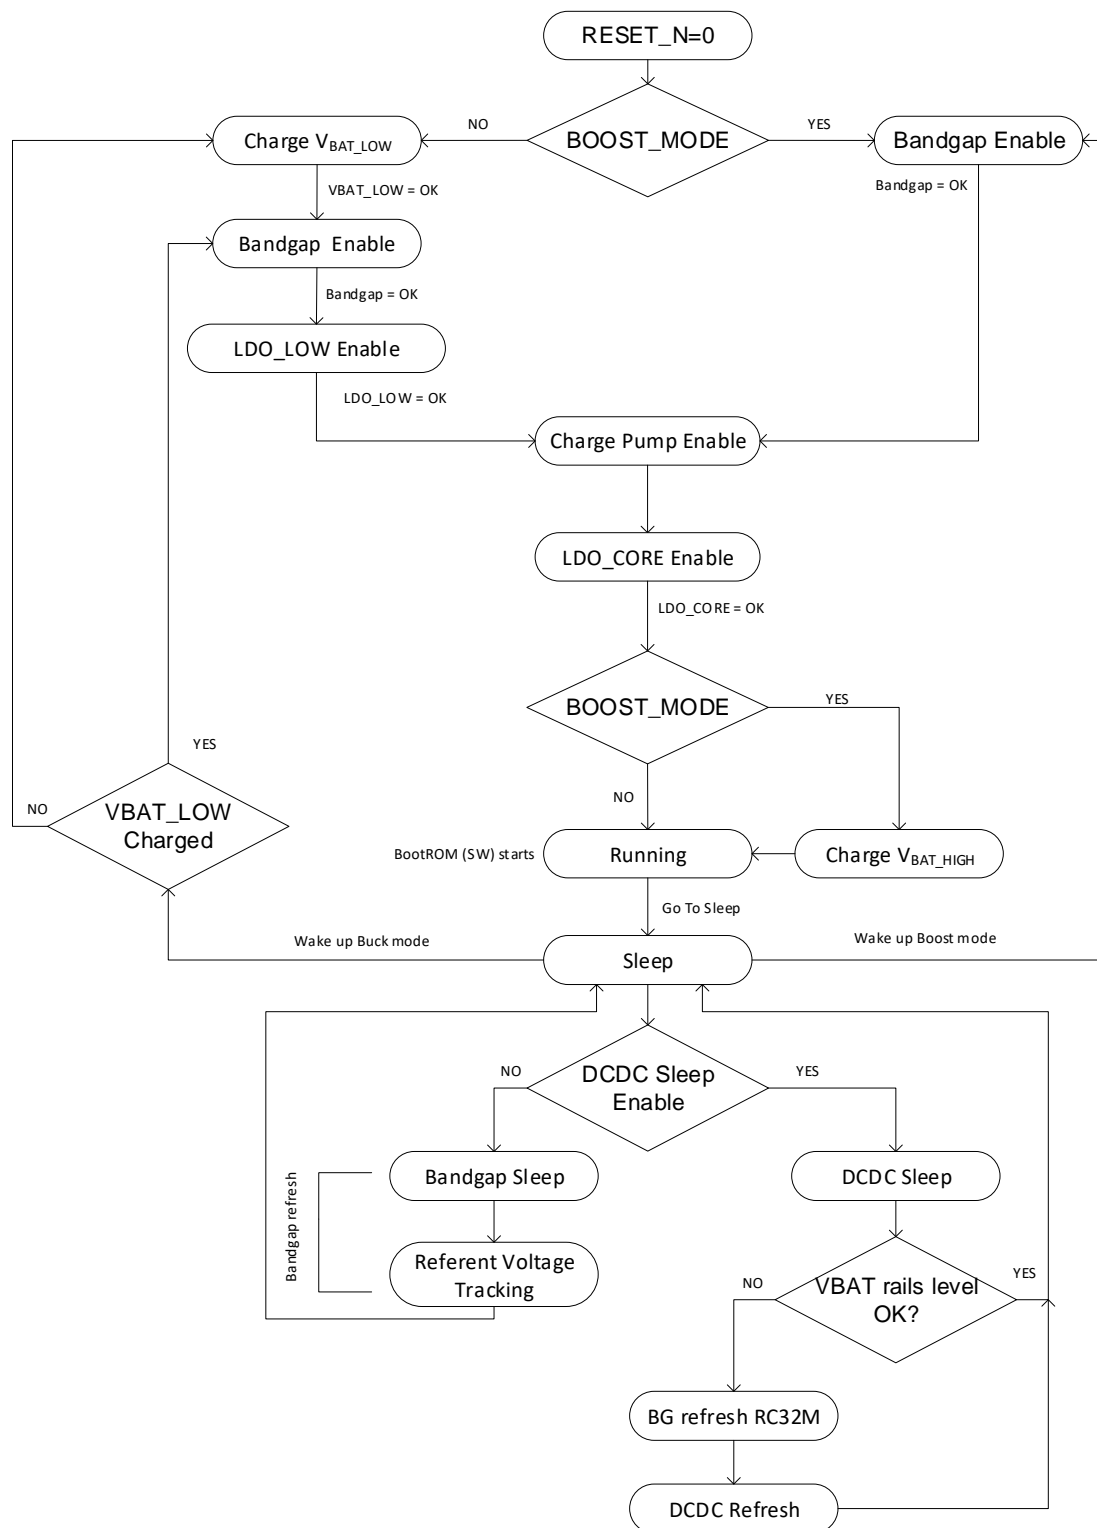 RESET_N=0
BOOST_MODE
NO
YES
Charge VBAT_LOW
Bandgap Enable
VBAT_LOW = OK
Bandgap = OK
Bandgap Enable
Bandgap = OK
LDO_LOW Enable
LDO_LOW = OK
Charge Pump Enable
LDO_CORE Enable
LDO_CORE = OK
BOOST_MODE
YES
NO
YES
NO
VBAT_LOW
Charged
BootROM (SW) starts
Running
Charge VBAT_HIGH
Go To Sleep
Wake up Buck mode
Wake up Boost mode
Sleep
NO
YES
DCDC Sleep
Enable
Bandgap refresh
Bandgap Sleep
DCDC Sleep
Referent Voltage
Tracking
NO
YES
VBAT rails level
OK?
BG refresh RC32M
DCDC Refresh